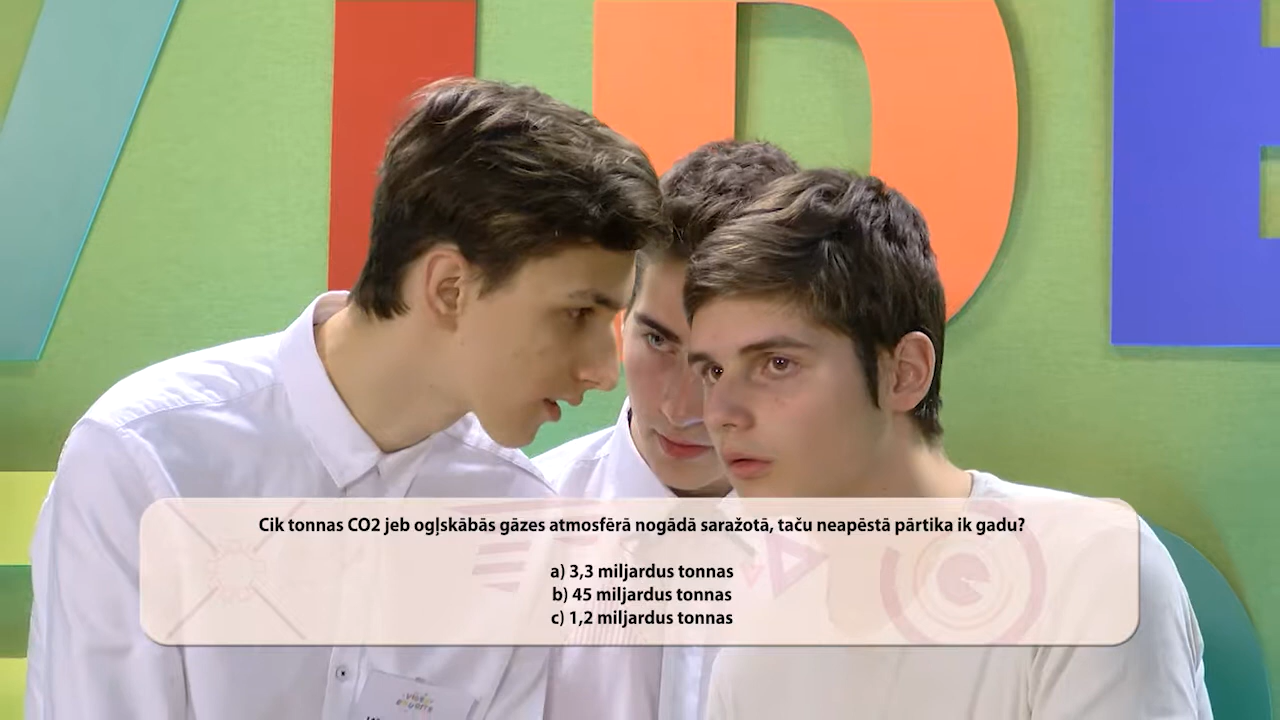 VIDE
Cik tonnas CO2 jeb ogļskābās gāzes atmosfērā nogādā saražotā, taču neapēstā pārtika ik gadu?
a) 3,3 miljardus tonnas
b) 45 miljardus tonnas
c) 1,2 miljardus tonnas